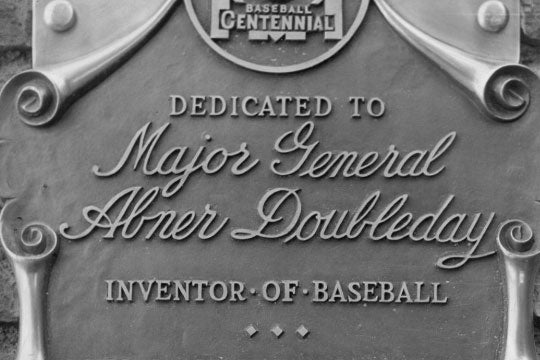 BASEBALL
CENTENNIAL
DEDICATED TO
Major General
Abner Doubleday
INVENTOR·OF·BASEBALL